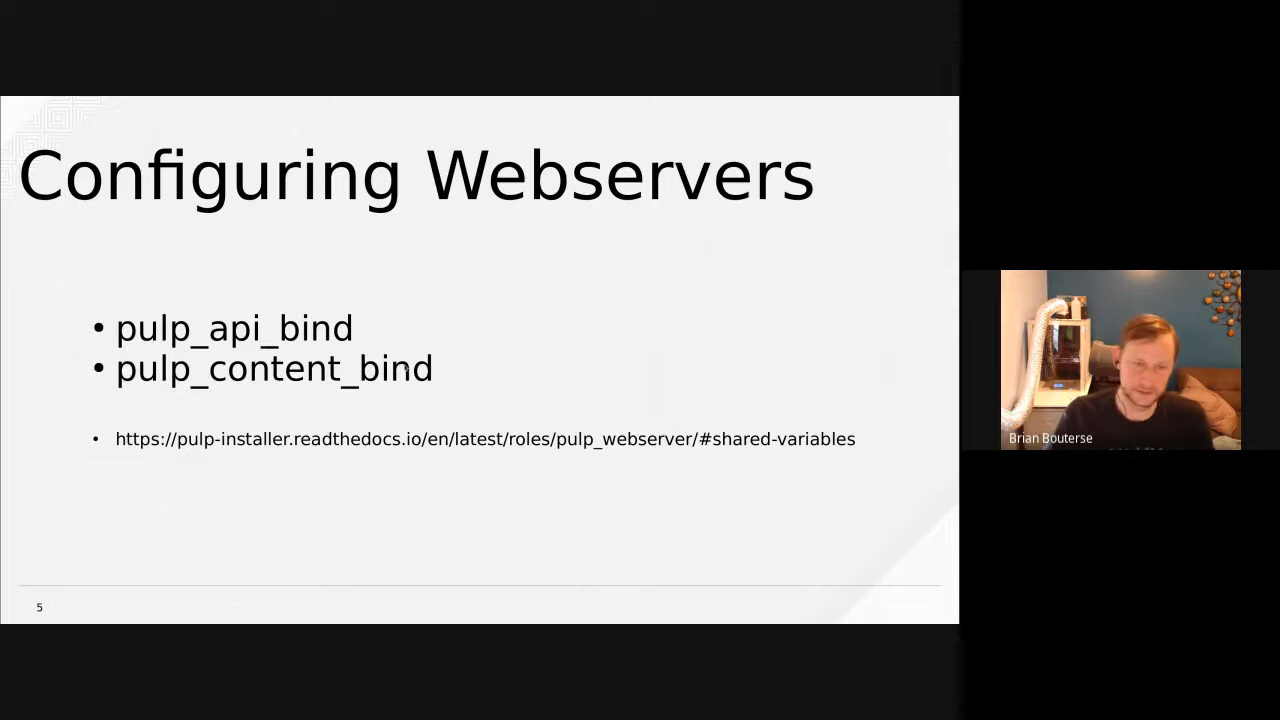 Configuring Webservers
• pulp_api_bind
• pulp_content_bind
• https://pulp-installer.readthedocs.io/en/latest/roles/pulp_webserver/#shared-variables
5
Brian Bouterse